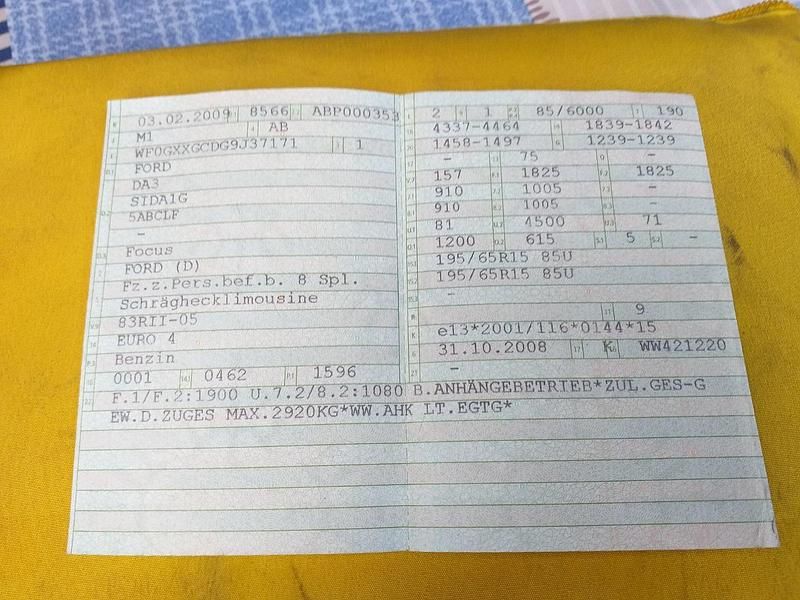 03.02.2009 8566 ABP000353
M1 AB
WF0GXXGCDG9J37171 1
FORD
DA3
SIDA1G
5ABCLF
–
Focus
FORD (D)
Fz.z.Pers.bef.b. 8 Spl.
Schräghecklimousine
83RII-05
EURO 4
Benzin
0001 0462 1596
2 1 85/6000 190
4337-4464 1839-1842
1458-1497 1239-1239
– 75 –
157 1825 1825
910 1005 –
910 1005 –
81 4500 71
1200 615 5 –
195/65R15 85U
195/65R15 85U
–
9
e13*2001/116*0144*15
31.10.2008 K WW421220
–
F.1/F.2:1900 U.7.2/8.2:1080 B.ANHÄNGEBETRIEB*ZUL.GES-G
EW.D.ZUGES MAX.2920KG*WW.AHK LT.EGTG*